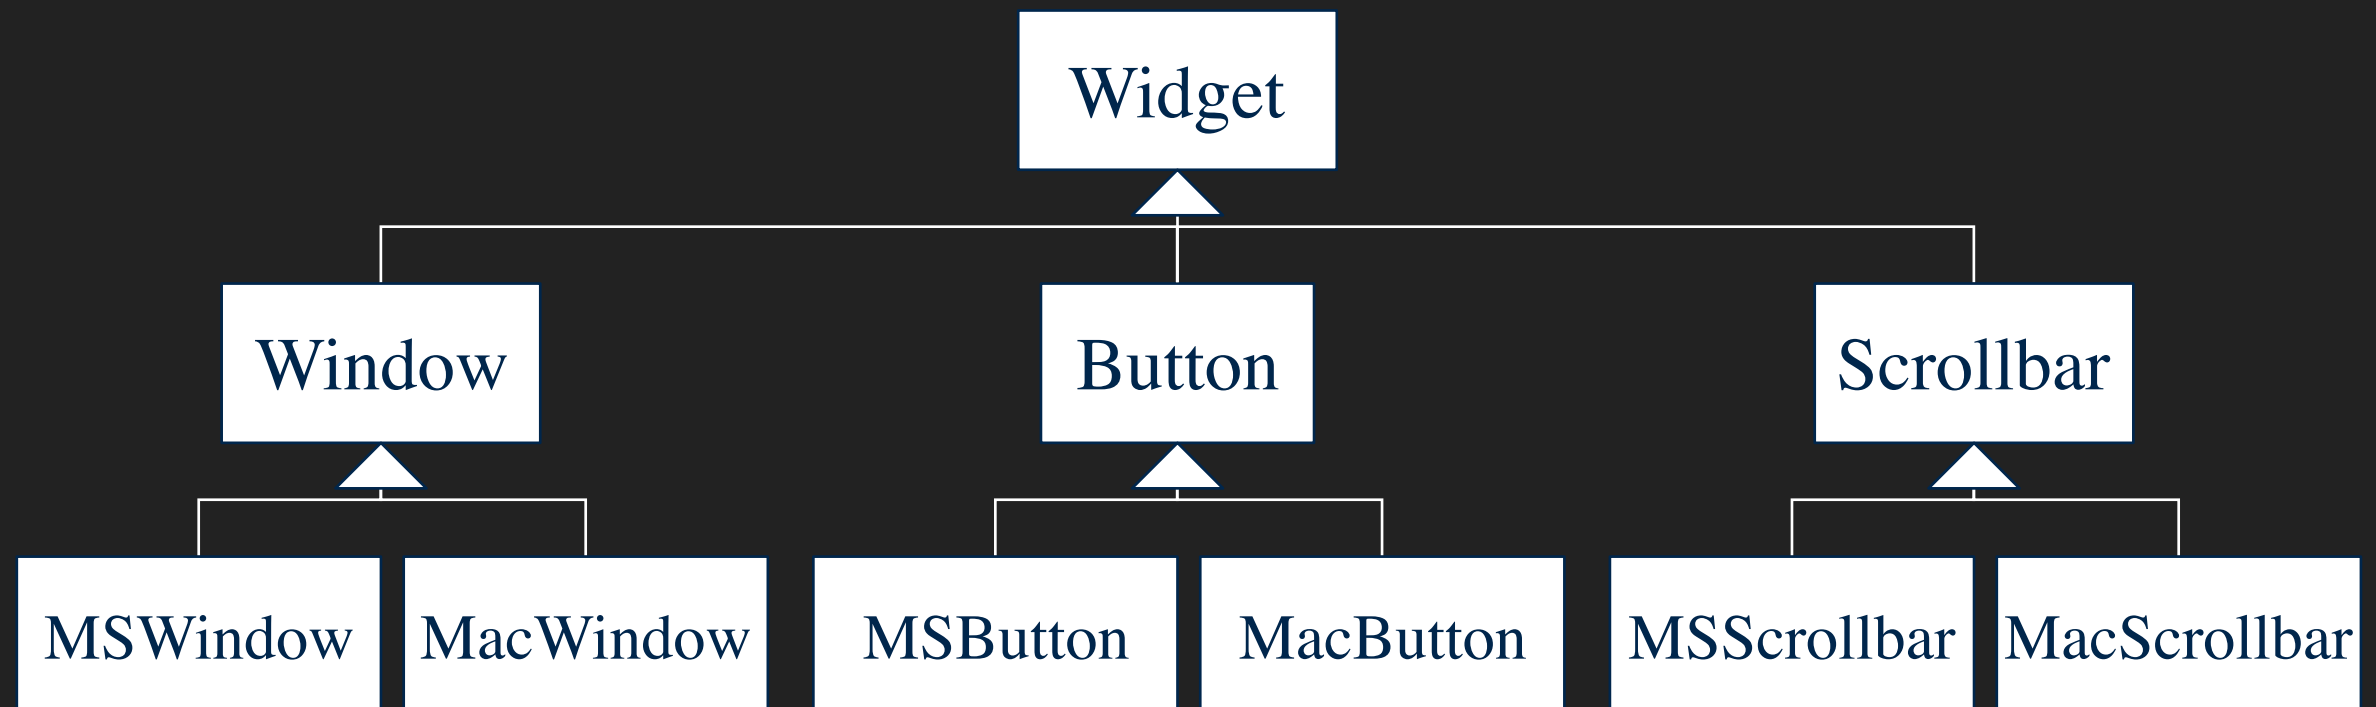 Widget
Window
Button
Scrollbar
MSWindow
MacWindow
MSButton
MacButton
MSScrollbar
MacScrollbar